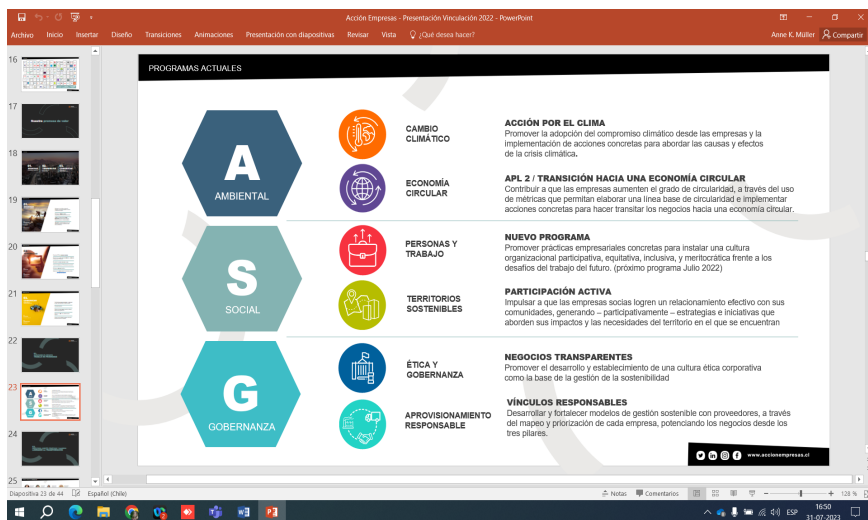 Acción Empresas - Presentación Vinculación 2022 - PowerPoint
Archivo Inicio Insertar Diseño Transiciones Animaciones Presentación con diapositivas Revisar Vista ¿Qué desea hacer? Anne K. Müller Compartir
16
17
18
19
20
21
22
23
24
25
PROGRAMAS ACTUALES
A
AMBIENTAL
CAMBIO
CLIMÁTICO
ACCIÓN POR EL CLIMA
Promover la adopción del compromiso climático desde las empresas y la
implementación de acciones concretas para abordar las causas y efectos
de la crisis climática.
ECONOMÍA
CIRCULAR
APL 2 / TRANSICIÓN HACIA UNA ECONOMÍA CIRCULAR
Contribuir a que las empresas aumenten el grado de circularidad, a través del uso
de métricas que permitan elaborar una línea base de circularidad e implementar
acciones concretas para hacer transitar los negocios hacia una economía circular.
S
SOCIAL
PERSONAS Y
TRABAJO
NUEVO PROGRAMA
Promover prácticas empresariales concretas para instalar una cultura
organizacional participativa, equitativa, inclusiva, y meritocrática frente a los
desafíos del trabajo del futuro. (próximo programa Julio 2022)
TERRITORIOS
SOSTENIBLES
PARTICIPACIÓN ACTIVA
Impulsar a que las empresas socias logren un relacionamiento efectivo con sus
comunidades, generando – participativamente – estrategias e iniciativas que
aborden sus impactos y las necesidades del territorio en el que se encuentran
G
GOBERNANZA
ÉTICA Y
GOBERNANZA
NEGOCIOS TRANSPARENTES
Promover el desarrollo y establecimiento de una cultura ética corporativa
como la base de la gestión de la sostenibilidad
APROVISIONAMIENTO
RESPONSABLE
VÍNCULOS RESPONSABLES
Desarrollar y fortalecer modelos de gestión sostenible con proveedores, a través
del mapeo y priorización de cada empresa, potenciando los negocios desde los
tres pilares.
www.accionempresas.cl
Diapositiva 23 de 44 Español (Chile) Notas Comentarios 128 %
ESP
16:50
31-07-2023